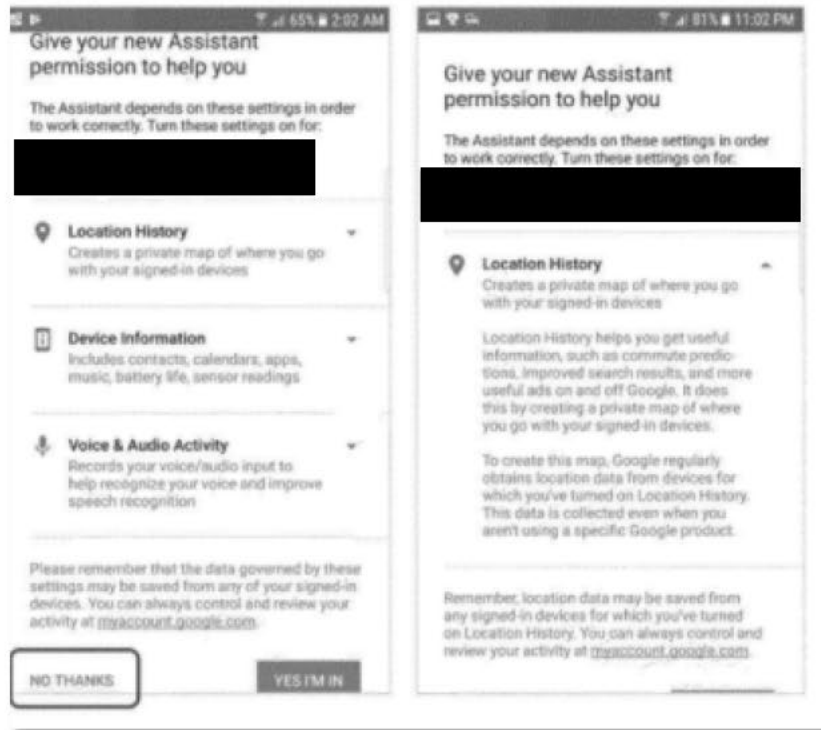 65% 2:02 AM
Give your new Assistant
permission to help you
The Assistant depends on these settings in order
to work correctly. Turn these settings on for:
Location History
Creates a private map of where you go
with your signed-in devices
Device Information
Includes contacts, calendars, apps,
music, battery life, sensor readings
Voice & Audio Activity
Records your voice/audio input to
help recognize your voice and improve
speech recognition
Please remember that the data governed by these
settings may be saved from any of your signed-in
devices. You can always control and review your
activity at myaccount.google.com.
NO THANKS
YES I'M IN
81% 11:02 PM
Give your new Assistant
permission to help you
The Assistant depends on these settings in order
to work correctly. Turn these settings on for:
Location History
Creates a private map of where you go
with your signed-in devices
Location History helps you get useful
information, such as commute predic-
tions, improved search results, and more
useful ads on and off Google. It does
this by creating a private map of where
you go with your signed-in devices.
To create this map, Google regularly
obtains location data from devices for
which you've turned on Location History.
This data is collected even when you
aren't using a specific Google product.
Remember, location data may be saved from
any signed-in devices for which you've turned
on Location History. You can always control and
review your activity at myaccount.google.com